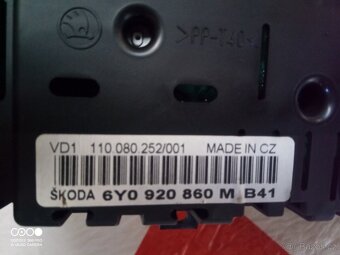 >PP-T40<
VD1 110.080.252/001 MADE IN CZ
ŠKODA 6Y0 920 860 M B41